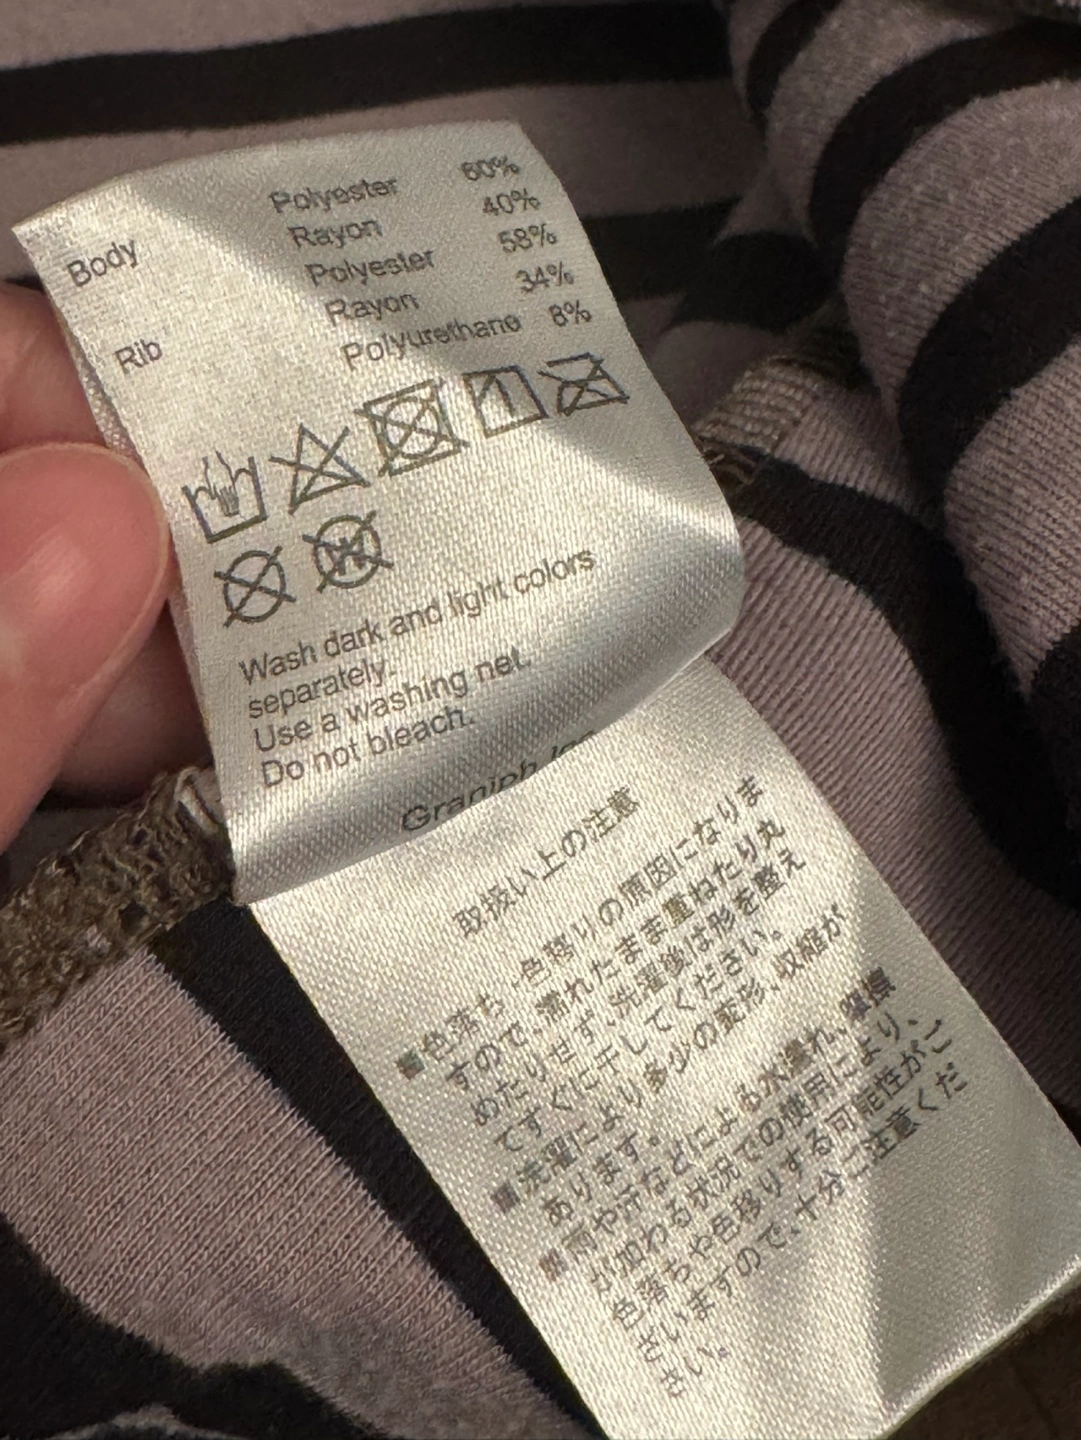 Body Polyester 60%
Rayon 40%
Rib Polyester 58%
Rayon 34%
Polyurethane 8%
W
Wash dark and light colors
separately.
Use a washing net.
Do not bleach.
Graniph Inc
取扱い上の注意
■色落ち、色移りの原因になりま
すので、濡れたまま重ねたり丸
めたりせず、洗濯後は形を整え
てすぐに干してください。
■洗濯により多少の変形、収縮が
あります。
■雨や汗などによる水濡れ、摩擦
が加わる状況での使用により、
色落ちや色移りする可能性がご
ざいますので、十分ご注意くだ
さい。